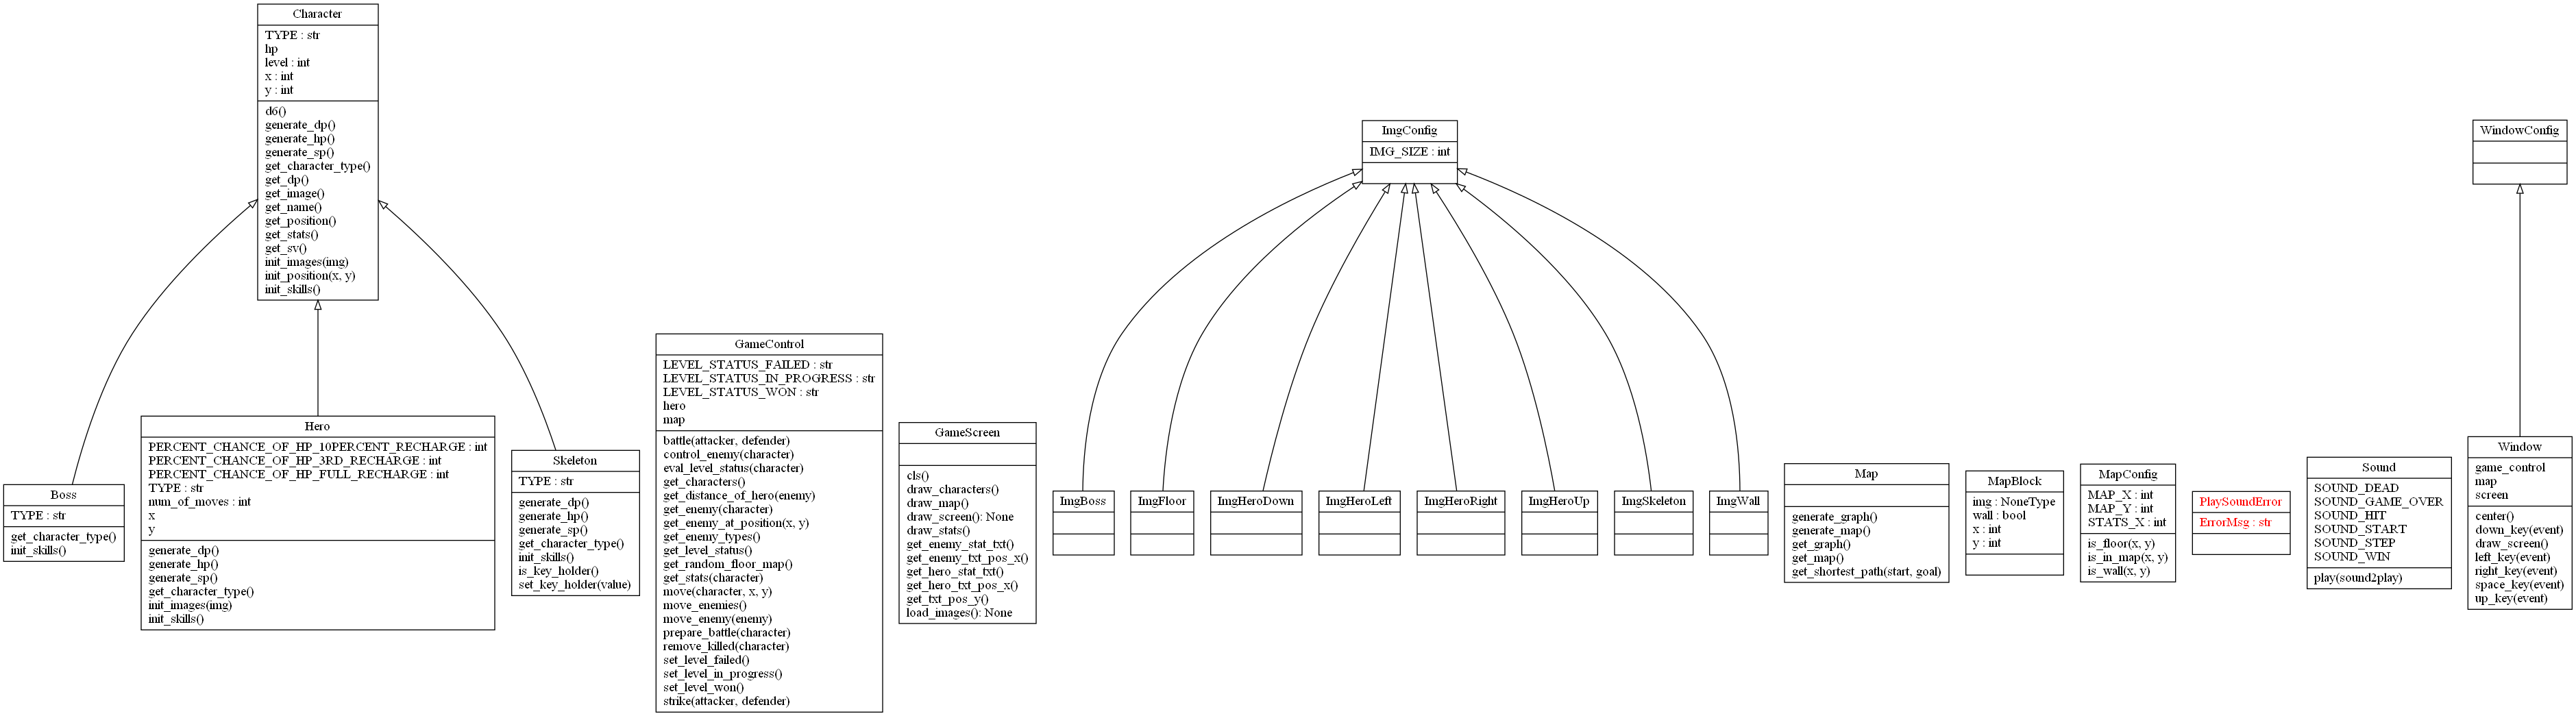 Character
TYPE : str
hp
level : int
x : int
y : int
d6()
generate_dp()
generate_hp()
generate_sp()
get_character_type()
get_dp()
get_image()
get_name()
get_position()
get_stats()
get_sv()
init_images(img)
init_position(x, y)
init_skills()
Boss
TYPE : str
get_character_type()
init_skills()
Hero
PERCENT_CHANCE_OF_HP_10PERCENT_RECHARGE : int
PERCENT_CHANCE_OF_HP_3RD_RECHARGE : int
PERCENT_CHANCE_OF_HP_FULL_RECHARGE : int
TYPE : str
num_of_moves : int
x
y
generate_dp()
generate_hp()
generate_sp()
get_character_type()
init_images(img)
init_skills()
Skeleton
TYPE : str
generate_dp()
generate_hp()
generate_sp()
get_character_type()
init_skills()
is_key_holder()
set_key_holder(value)
GameControl
LEVEL_STATUS_FAILED : str
LEVEL_STATUS_IN_PROGRESS : str
LEVEL_STATUS_WON : str
hero
map
battle(attacker, defender)
control_enemy(character)
eval_level_status(character)
get_characters()
get_distance_of_hero(enemy)
get_enemy(character)
get_enemy_at_position(x, y)
get_enemy_types()
get_level_status()
get_random_floor_map()
get_stats(character)
move(character, x, y)
move_enemies()
move_enemy(enemy)
prepare_battle(character)
remove_killed(character)
set_level_failed()
set_level_in_progress()
set_level_won()
strike(attacker, defender)
GameScreen
cls()
draw_characters()
draw_map()
draw_screen(): None
draw_stats()
get_enemy_stat_txt()
get_enemy_txt_pos_x()
get_hero_stat_txt()
get_hero_txt_pos_x()
get_txt_pos_y()
load_images(): None
ImgConfig
IMG_SIZE : int
ImgBoss
ImgFloor
ImgHeroDown
ImgHeroLeft
ImgHeroRight
ImgHeroUp
ImgSkeleton
ImgWall
Map
generate_graph()
generate_map()
get_graph()
get_map()
get_shortest_path(start, goal)
MapBlock
img : NoneType
wall : bool
x : int
y : int
MapConfig
MAP_X : int
MAP_Y : int
STATS_X : int
is_floor(x, y)
is_in_map(x, y)
is_wall(x, y)
PlaySoundError
ErrorMsg : str
Sound
SOUND_DEAD
SOUND_GAME_OVER
SOUND_HIT
SOUND_START
SOUND_STEP
SOUND_WIN
play(sound2play)
WindowConfig
Window
game_control
map
screen
center()
down_key(event)
draw_screen()
left_key(event)
right_key(event)
space_key(event)
up_key(event)